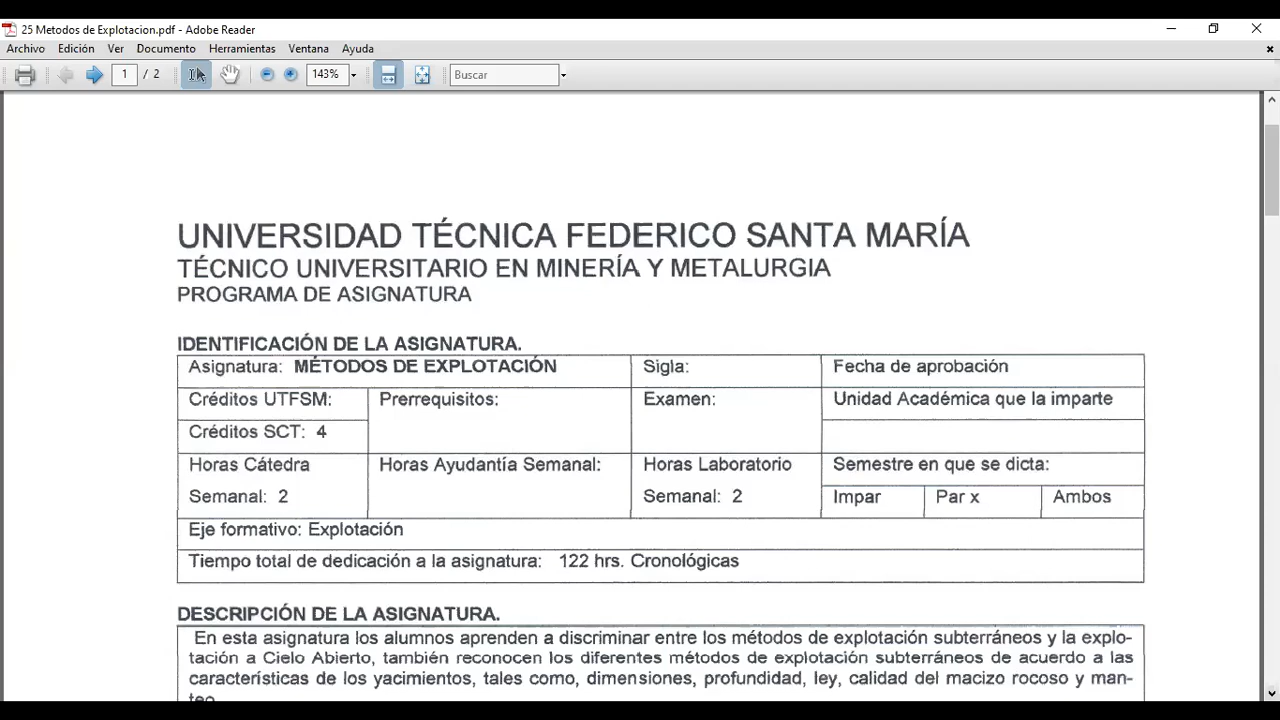 25 Metodos de Explotacion.pdf - Adobe Reader
Archivo Edición Ver Documento Herramientas Ventana Ayuda
1 / 2 143% Buscar
UNIVERSIDAD TÉCNICA FEDERICO SANTA MARÍA
TÉCNICO UNIVERSITARIO EN MINERÍA Y METALURGIA
PROGRAMA DE ASIGNATURA
IDENTIFICACIÓN DE LA ASIGNATURA.
Asignatura: MÉTODOS DE EXPLOTACIÓN Sigla: Fecha de aprobación
Créditos UTFSM: Prerrequisitos: Examen: Unidad Académica que la imparte
Créditos SCT: 4
Horas Cátedra Horas Ayudantía Semanal: Horas Laboratorio Semestre en que se dicta:
Semanal: 2 Semanal: 2 Impar Par x Ambos
Eje formativo: Explotación
Tiempo total de dedicación a la asignatura: 122 hrs. Cronológicas
DESCRIPCIÓN DE LA ASIGNATURA.
En esta asignatura los alumnos aprenden a discriminar entre los métodos de explotación subterráneos y la explo-
tación a Cielo Abierto, también reconocen los diferentes métodos de explotación subterráneos de acuerdo a las
características de los yacimientos, tales como, dimensiones, profundidad, ley, calidad del macizo rocoso y man-
teo.